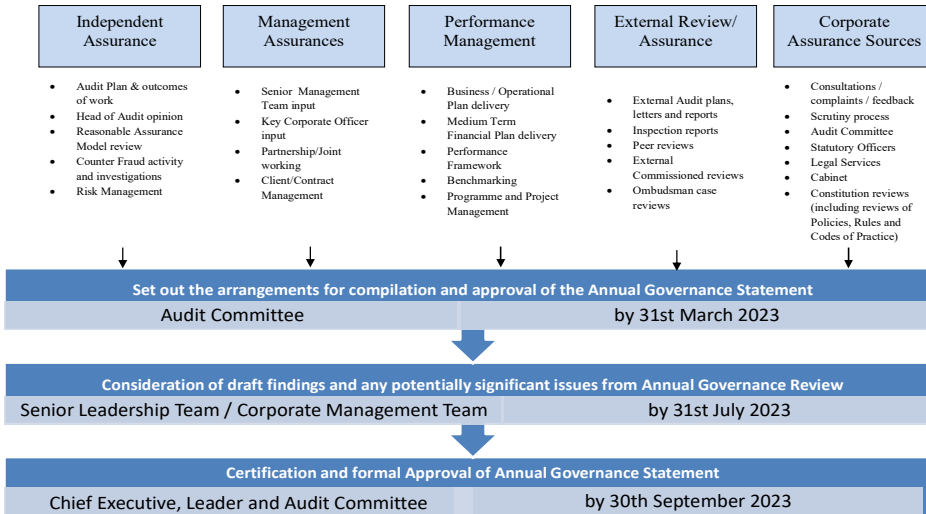 Independent
Assurance
Management
Assurances
Performance
Management
External Review/
Assurance
Corporate
Assurance Sources
• Audit Plan & outcomes
of work
• Head of Audit opinion
• Reasonable Assurance
Model review
• Counter Fraud activity
and investigations
• Risk Management
• Senior Management
Team input
• Key Corporate Officer
input
• Partnership/Joint
working
• Client/Contract
Management
• Business / Operational
Plan delivery
• Medium Term
Financial Plan delivery
• Performance
Framework
• Benchmarking
• Programme and Project
Management
• External Audit plans,
letters and reports
• Inspection reports
• Peer reviews
• External
Commissioned reviews
• Ombudsman case
reviews
• Consultations /
complaints / feedback
• Scrutiny process
• Audit Committee
• Statutory Officers
• Legal Services
• Cabinet
• Constitution reviews
(including reviews of
Policies, Rules and
Codes of Practice)
Set out the arrangements for compilation and approval of the Annual Governance Statement
Audit Committee by 31st March 2023
Consideration of draft findings and any potentially significant issues from Annual Governance Review
Senior Leadership Team / Corporate Management Team by 31st July 2023
Certification and formal Approval of Annual Governance Statement
Chief Executive, Leader and Audit Committee by 30th September 2023